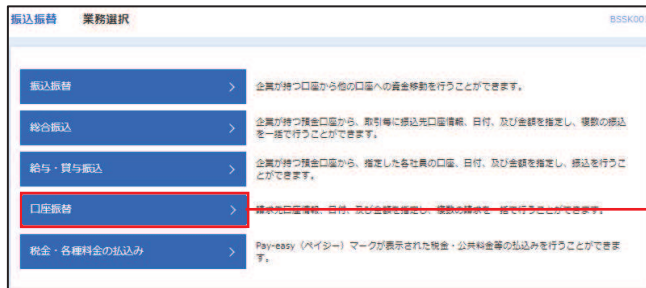 振込振替 業務選択 BSSK001
振込振替 > 企業が持つ口座から他の口座への資金移動を行うことができます。
総合振込 > 企業が持つ預金口座から、取引毎に振込先口座情報、日付、及び金額を指定し、複数の振込
を一括で行うことができます。
給与・賞与振込 > 企業が持つ預金口座から、指定した各社員の口座、日付、及び金額を指定し、振込を行うこ
とができます。
口座振替 > 請求先口座情報、日付、及び金額を指定し、複数の請求を一括で行うことができます。
税金・各種料金の払込み > Pay-easy（ペイジー）マークが表示された税金・公共料金等の払込みを行うことができま
す。